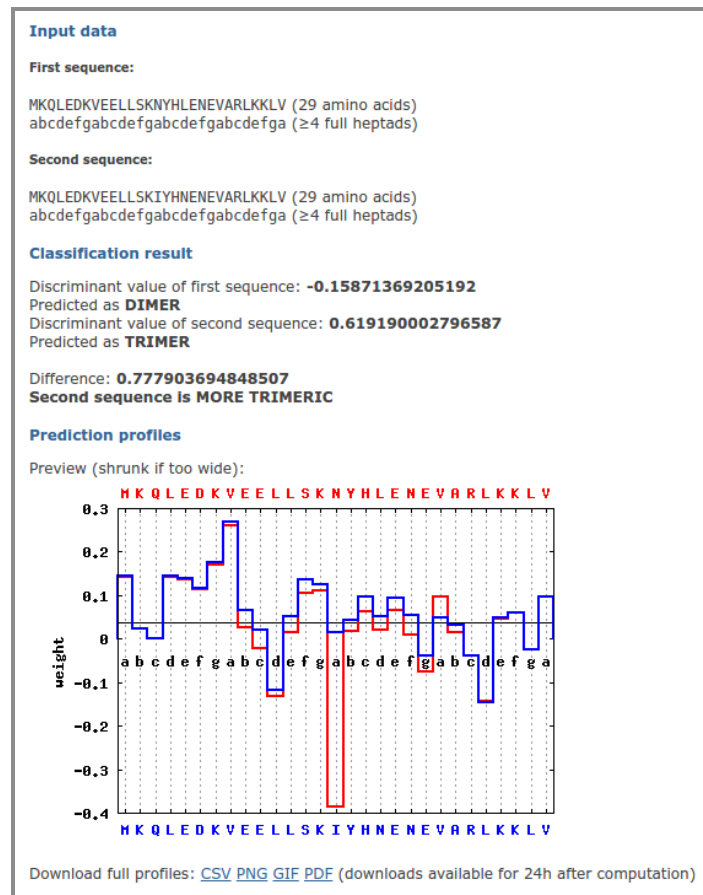 Input data
First sequence:
MKQLEDKVEELLSKNYHLENEVARLKKLV (29 amino acids)
abcdefgabcdefgabcdefgabcdefga (≥4 full heptads)
Second sequence:
MKQLEDKVEELLSKIYHNENEVARLKKLV (29 amino acids)
abcdefgabcdefgabcdefgabcdefga (≥4 full heptads)
Classification result
Discriminant value of first sequence: -0.15871369205192
Predicted as DIMER
Discriminant value of second sequence: 0.619190002796587
Predicted as TRIMER
Difference: 0.777903694848507
Second sequence is MORE TRIMERIC
Prediction profiles
Preview (shrunk if too wide):
M K Q L E D K V E E L L S K N Y H L E N E V A R L K K L V
0.3
0.2
0.1
0
-0.1
-0.2
-0.3
-0.4
weight
a b c d e f g a b c d e f g a b c d e f g a b c d e f g a
M K Q L E D K V E E L L S K I Y H N E N E V A R L K K L V
Download full profiles: CSV PNG GIF PDF (downloads available for 24h after computation)